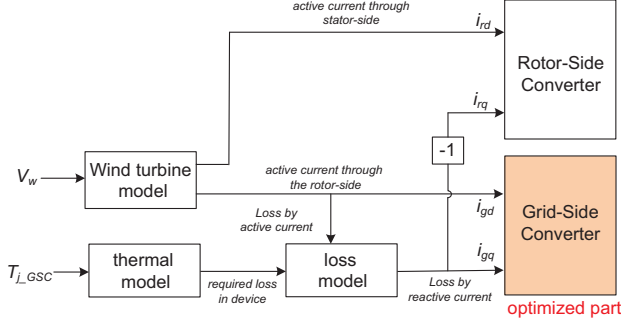 active current through
stator-side
i_rd
Rotor-Side
Converter
i_rq
-1
V_w
Wind turbine
model
active current through
the rotor-side
i_gd
Grid-Side
Converter
Loss by
active current
T_j_GSC
thermal
model
required loss
in device
loss
model
Loss by
reactive current
i_gq
optimized part